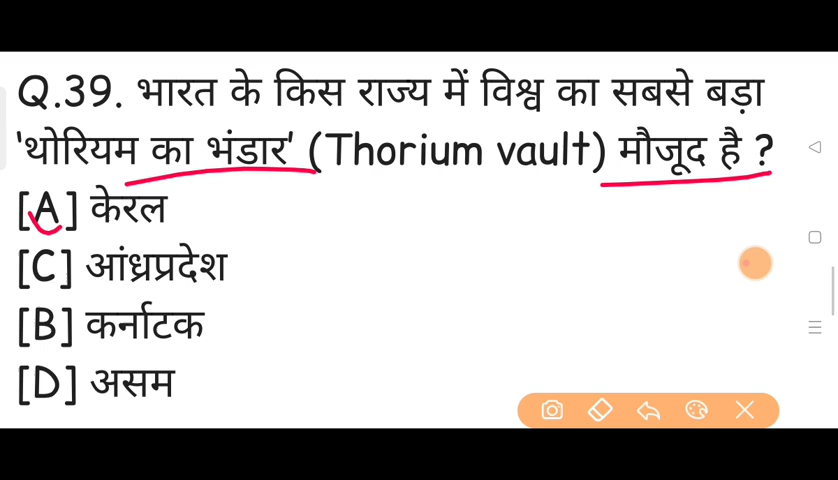 Q.39. भारत के किस राज्य में विश्व का सबसे बड़ा
'थोरियम का भंडार' (Thorium vault) मौजूद है ?
[A] केरल
[C] आंध्रप्रदेश
[B] कर्नाटक
[D] असम